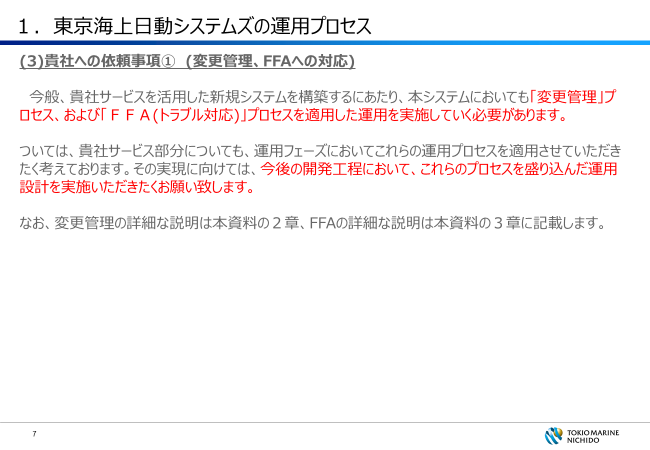 １．東京海上日動システムズの運用プロセス
(3)貴社への依頼事項① (変更管理、FFAへの対応)
今般、貴社サービスを活用した新規システムを構築するにあたり、本システムにおいても「変更管理」プ
ロセス、および「ＦＦＡ(トラブル対応)」プロセスを適用した運用を実施していく必要があります。
ついては、貴社サービス部分についても、運用フェーズにおいてこれらの運用プロセスを適用させていただき
たく考えております。その実現に向けては、今後の開発工程において、これらのプロセスを盛り込んだ運用
設計を実施いただきたくお願い致します。
なお、変更管理の詳細な説明は本資料の２章、FFAの詳細な説明は本資料の３章に記載します。
7
TOKIO MARINE
NICHIDO